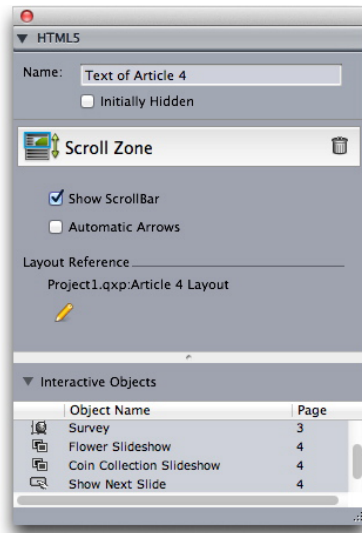 HTML5
Name: Text of Article 4
Initially Hidden
Scroll Zone
Show ScrollBar
Automatic Arrows
Layout Reference
Project1.qxp:Article 4 Layout
Interactive Objects
Object Name Page
Survey 3
Flower Slideshow 4
Coin Collection Slideshow 4
Show Next Slide 4